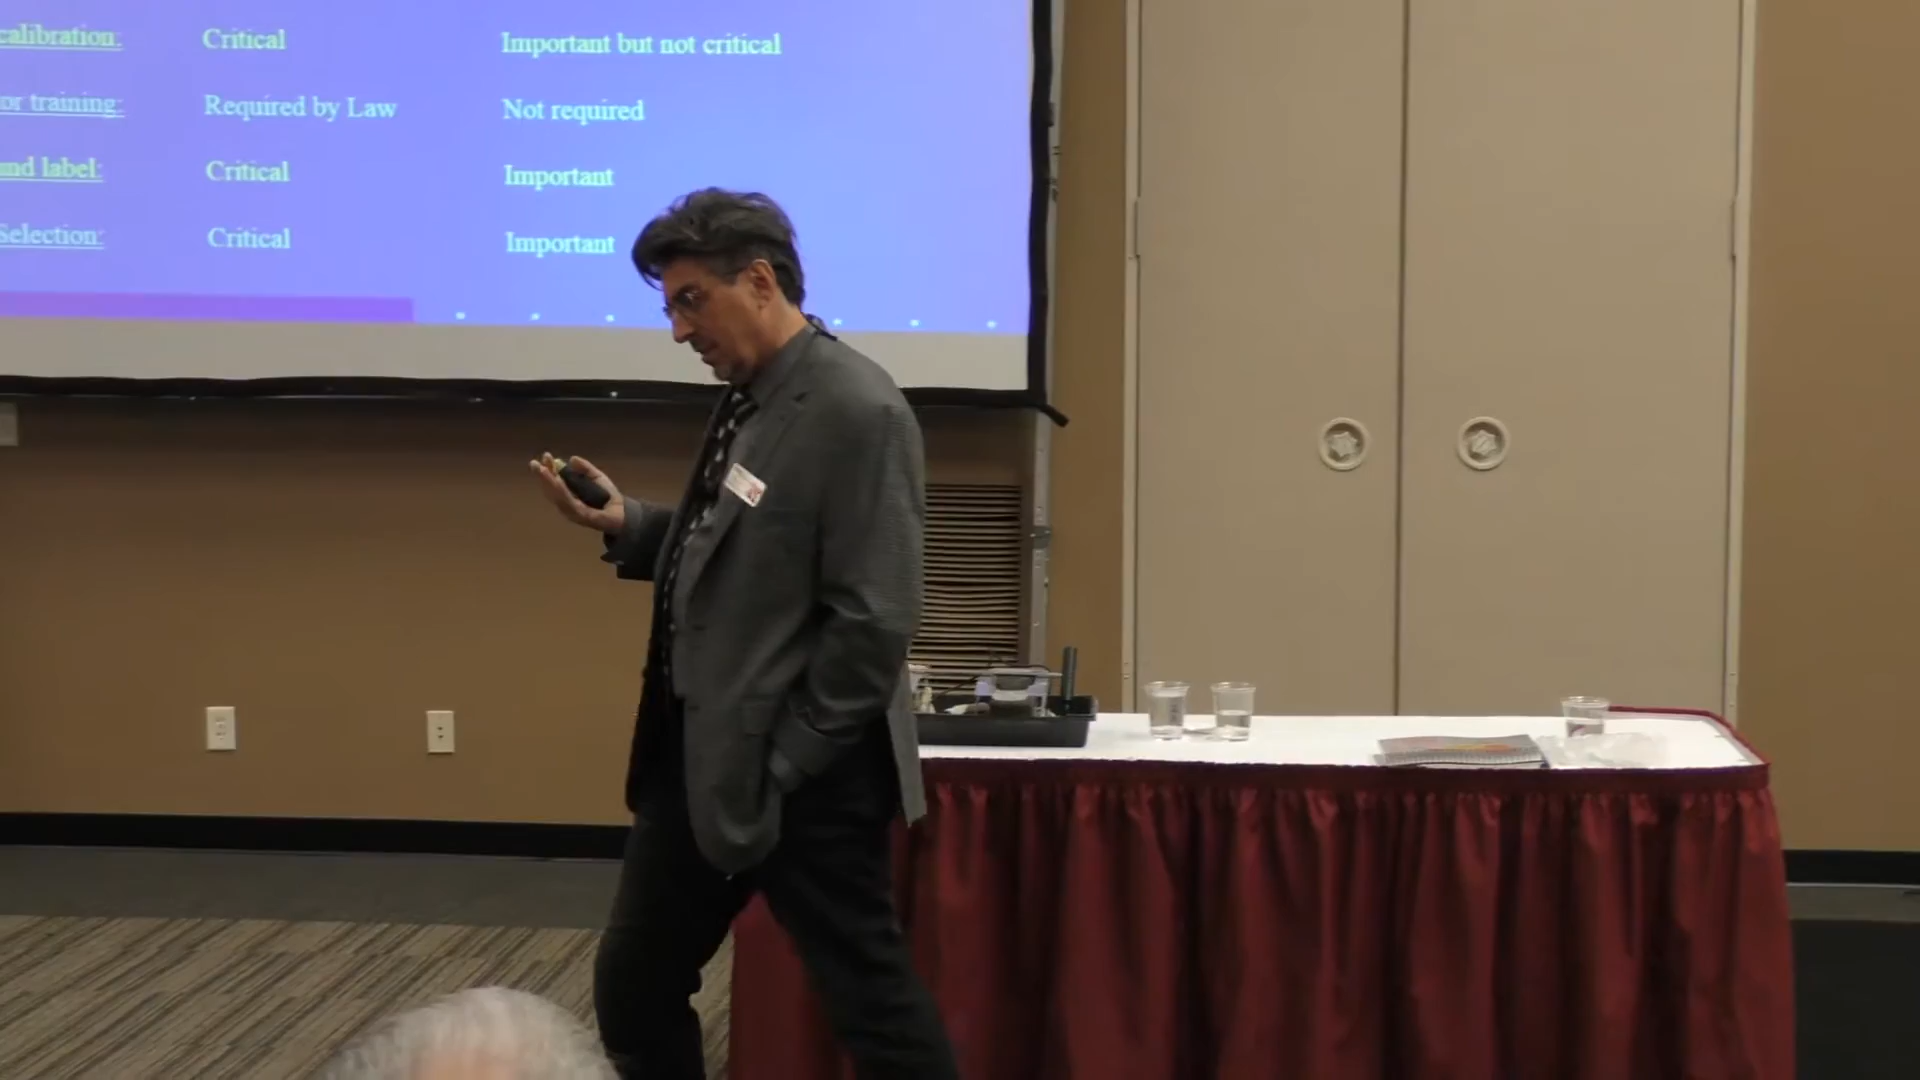 calibration: Critical Important but not critical
or training: Required by Law Not required
nd label: Critical Important
Selection: Critical Important